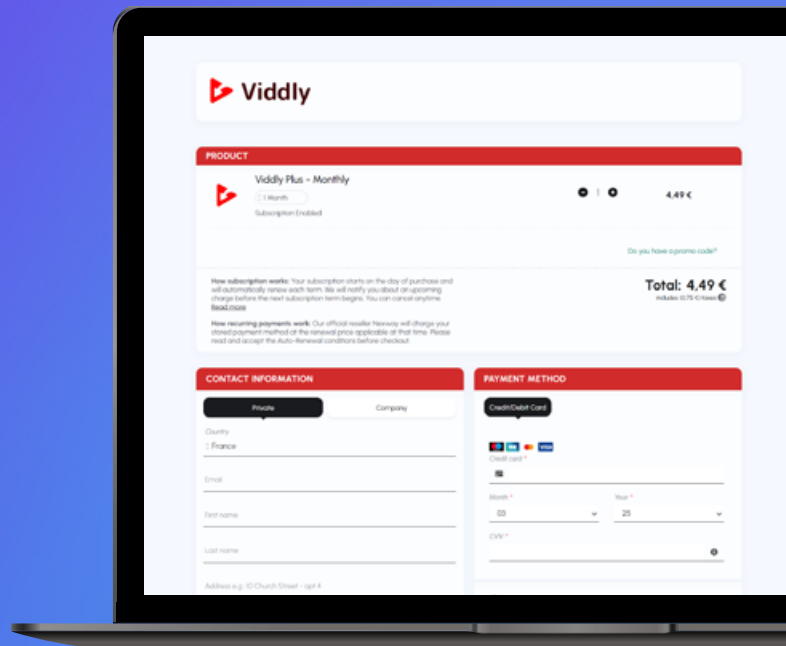 Viddly
PRODUCT
Viddly Plus - Monthly
1 Month
Subscription Enabled
1
4,49 €
Do you have a promo code?
How subscription works: Your subscription starts on the day of purchase and
will automatically renew each term. We will notify you about an upcoming
charge before the next subscription term begins. You can cancel anytime.
Read more
Total: 4,49 €
includes 0,75 € taxes
How recurring payments work: Our official reseller Nexway will charge your
stored payment method at the renewal price applicable at that time. Please
read and accept the Auto-Renewal conditions before checkout
CONTACT INFORMATION
Private
Company
Country
France
Email
First name
Last name
Address e.g. 10 Church Street - apt 4
PAYMENT METHOD
Credit/Debit Card
VISA
Credit card *
Month *
Year *
03
25
CVV *